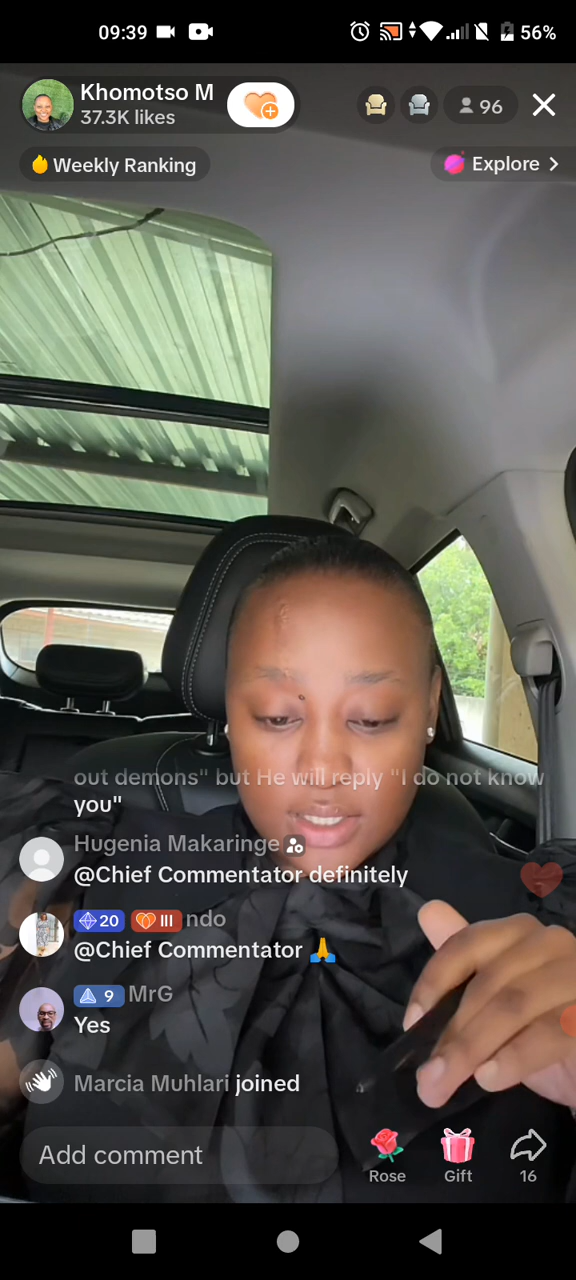 09:39
56%
Khomotso M
37.3K likes
96
Weekly Ranking
Explore
out demons" but He will reply "I do not know
you"
Hugenia Makaringe
@Chief Commentator definitely
20 III ndo
@Chief Commentator 🙏
9 MrG
Yes
Marcia Muhlari joined
Add comment
Rose
Gift
16